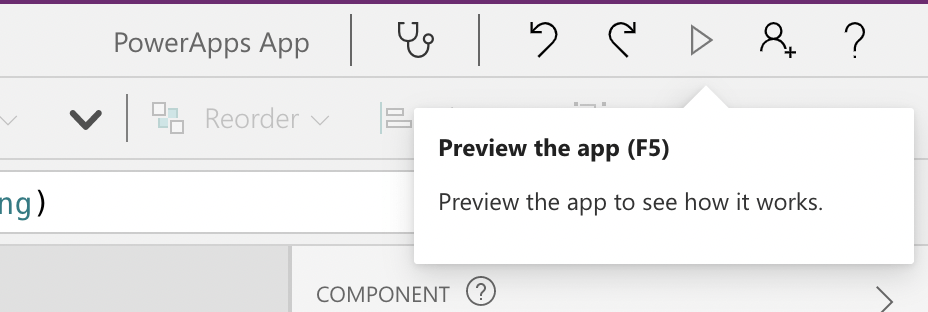 PowerApps App
Reorder
Preview the app (F5)
Preview the app to see how it works.
ng)
COMPONENT